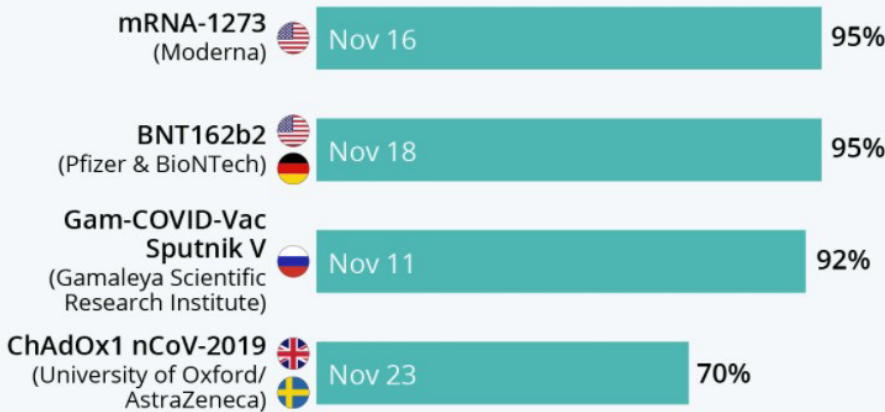 mRNA-1273
(Moderna)
Nov 16
95%
BNT162b2
(Pfizer & BioNTech)
Nov 18
95%
Gam-COVID-Vac
Sputnik V
(Gamaleya Scientific
Research Institute)
Nov 11
92%
ChAdOx1 nCoV-2019
(University of Oxford/
AstraZeneca)
Nov 23
70%